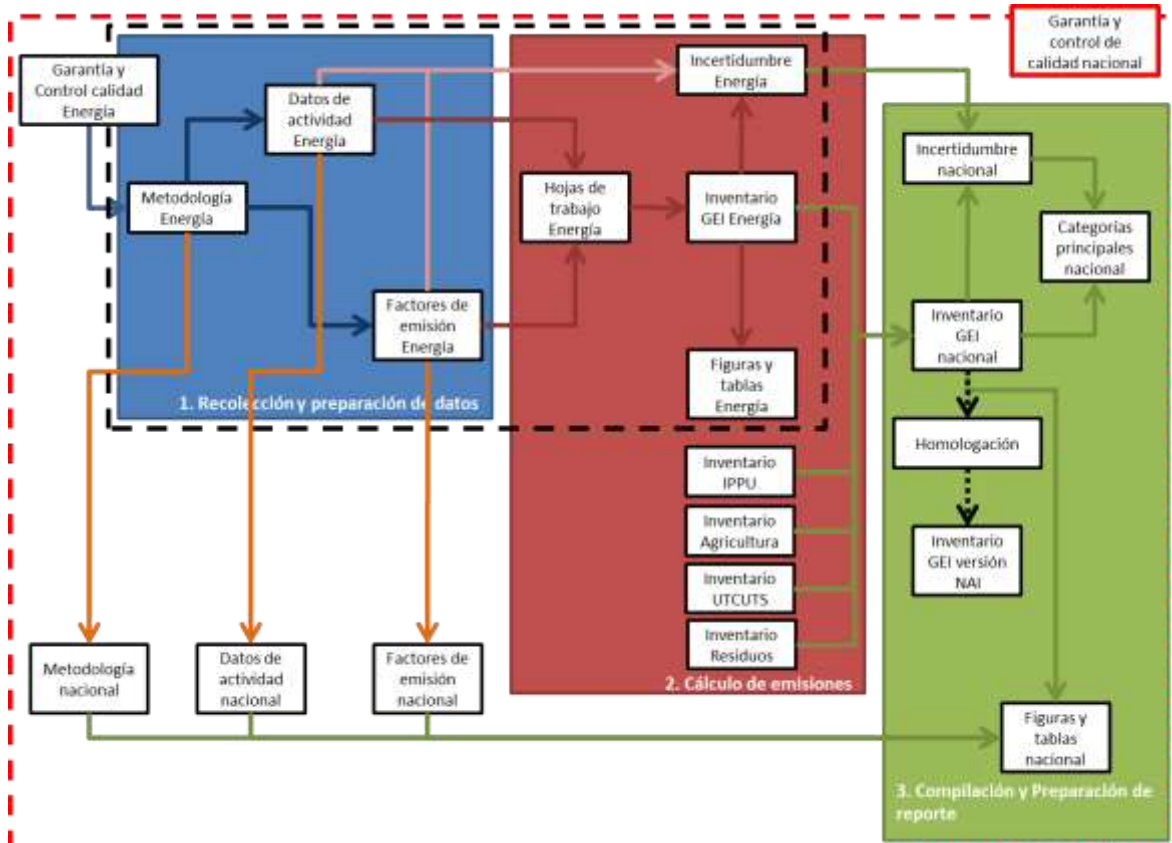 Garantía y
control de
calidad nacional
Garantía y
Control calidad
Energía
Datos de
actividad
Energía
Metodología
Energía
Factores de
emisión
Energía
1. Recolección y preparación de datos
Incertidumbre
Energía
Hojas de
trabajo
Energía
Inventario
GEI Energía
Figuras y
tablas
Energía
Inventario
IPPU
Inventario
Agricultura
Inventario
UTCUTS
Inventario
Residuos
2. Cálculo de emisiones
Incertidumbre
nacional
Categorías
principales
nacional
Inventario
GEI
nacional
Homologación
Inventario
GEI versión
NAI
Figuras y
tablas
nacional
3. Compilación y Preparación de
reporte
Metodología
nacional
Datos de
actividad
nacional
Factores de
emisión
nacional